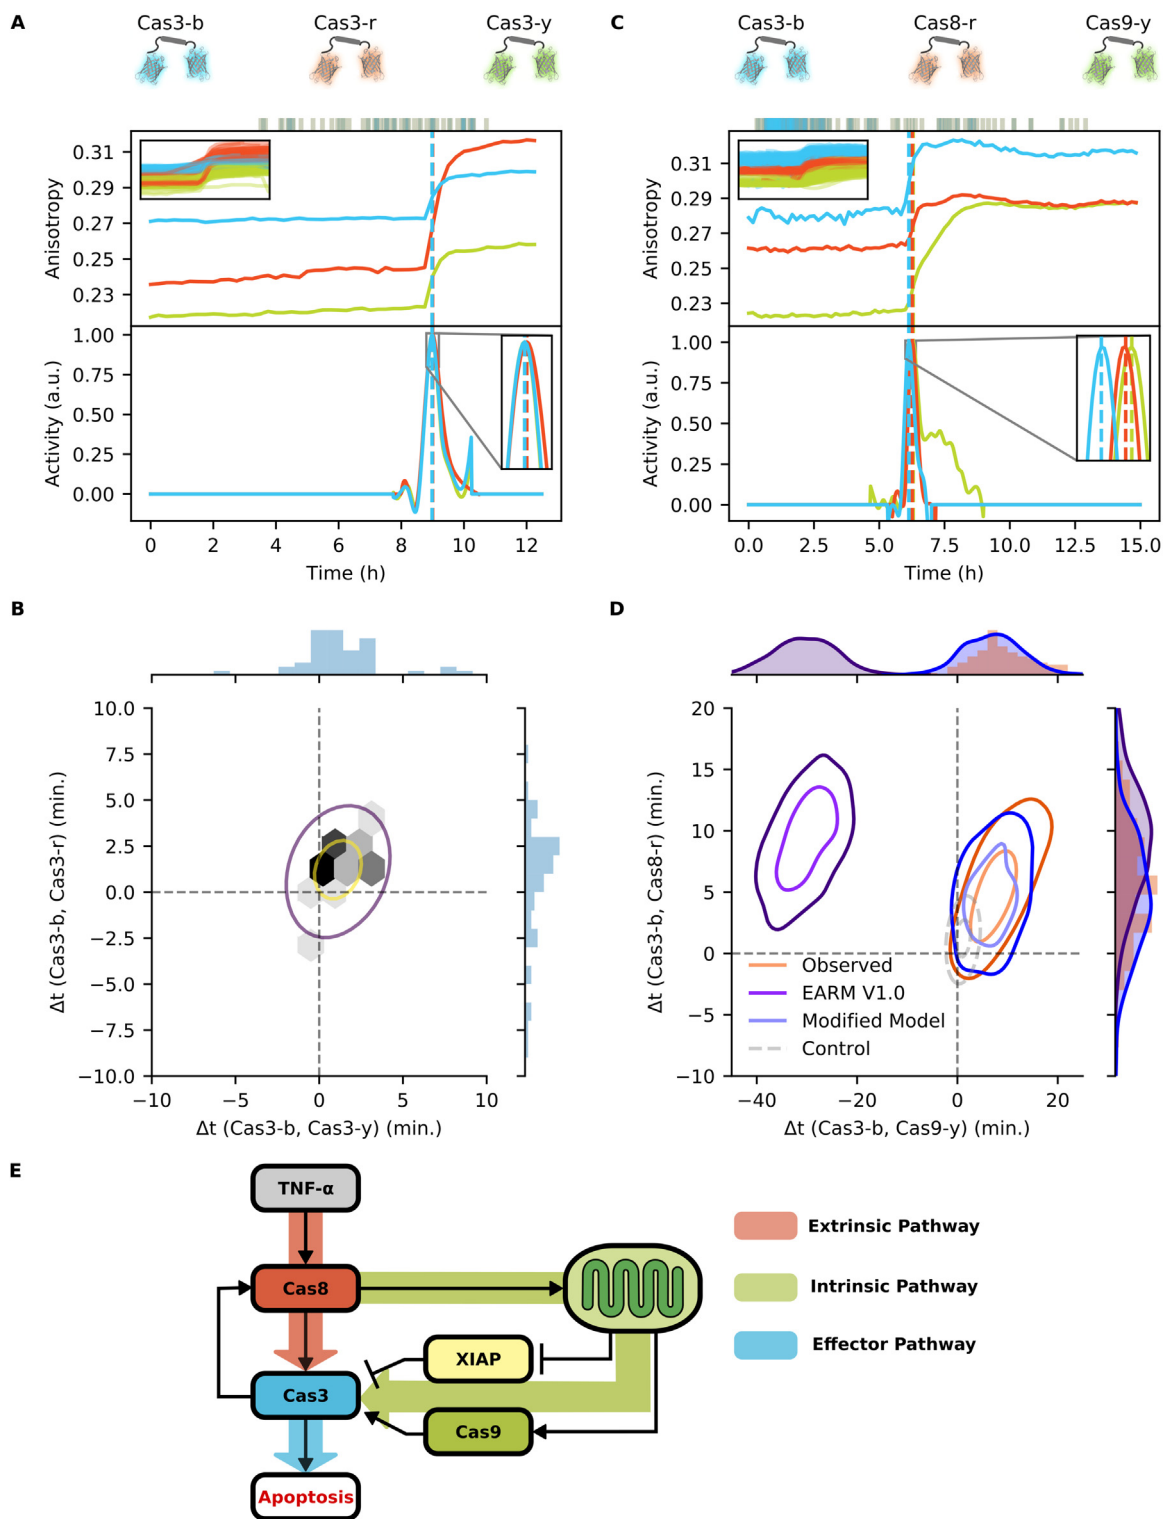 A
Cas3-b Cas3-r Cas3-y
Anisotropy
0.31
0.29
0.27
0.25
0.23
Activity (a.u.)
1.00
0.75
0.50
0.25
0.00
0 2 4 6 8 10 12
Time (h)
C
Cas3-b Cas8-r Cas9-y
Anisotropy
0.31
0.29
0.27
0.25
0.23
Activity (a.u.)
1.00
0.75
0.50
0.25
0.00
0.0 2.5 5.0 7.5 10.0 12.5 15.0
Time (h)
B
Δt (Cas3-b, Cas3-r) (min.)
10.0
7.5
5.0
2.5
0.0
−2.5
−5.0
−7.5
−10.0
−10 −5 0 5 10
Δt (Cas3-b, Cas3-y) (min.)
D
Δt (Cas3-b, Cas8-r) (min.)
20
15
10
5
0
−5
−10
Observed
EARM V1.0
Modified Model
Control
−40 −20 0 20
Δt (Cas3-b, Cas9-y) (min.)
E
TNF-α
Cas8
XIAP
Cas3
Cas9
Apoptosis
Extrinsic Pathway
Intrinsic Pathway
Effector Pathway